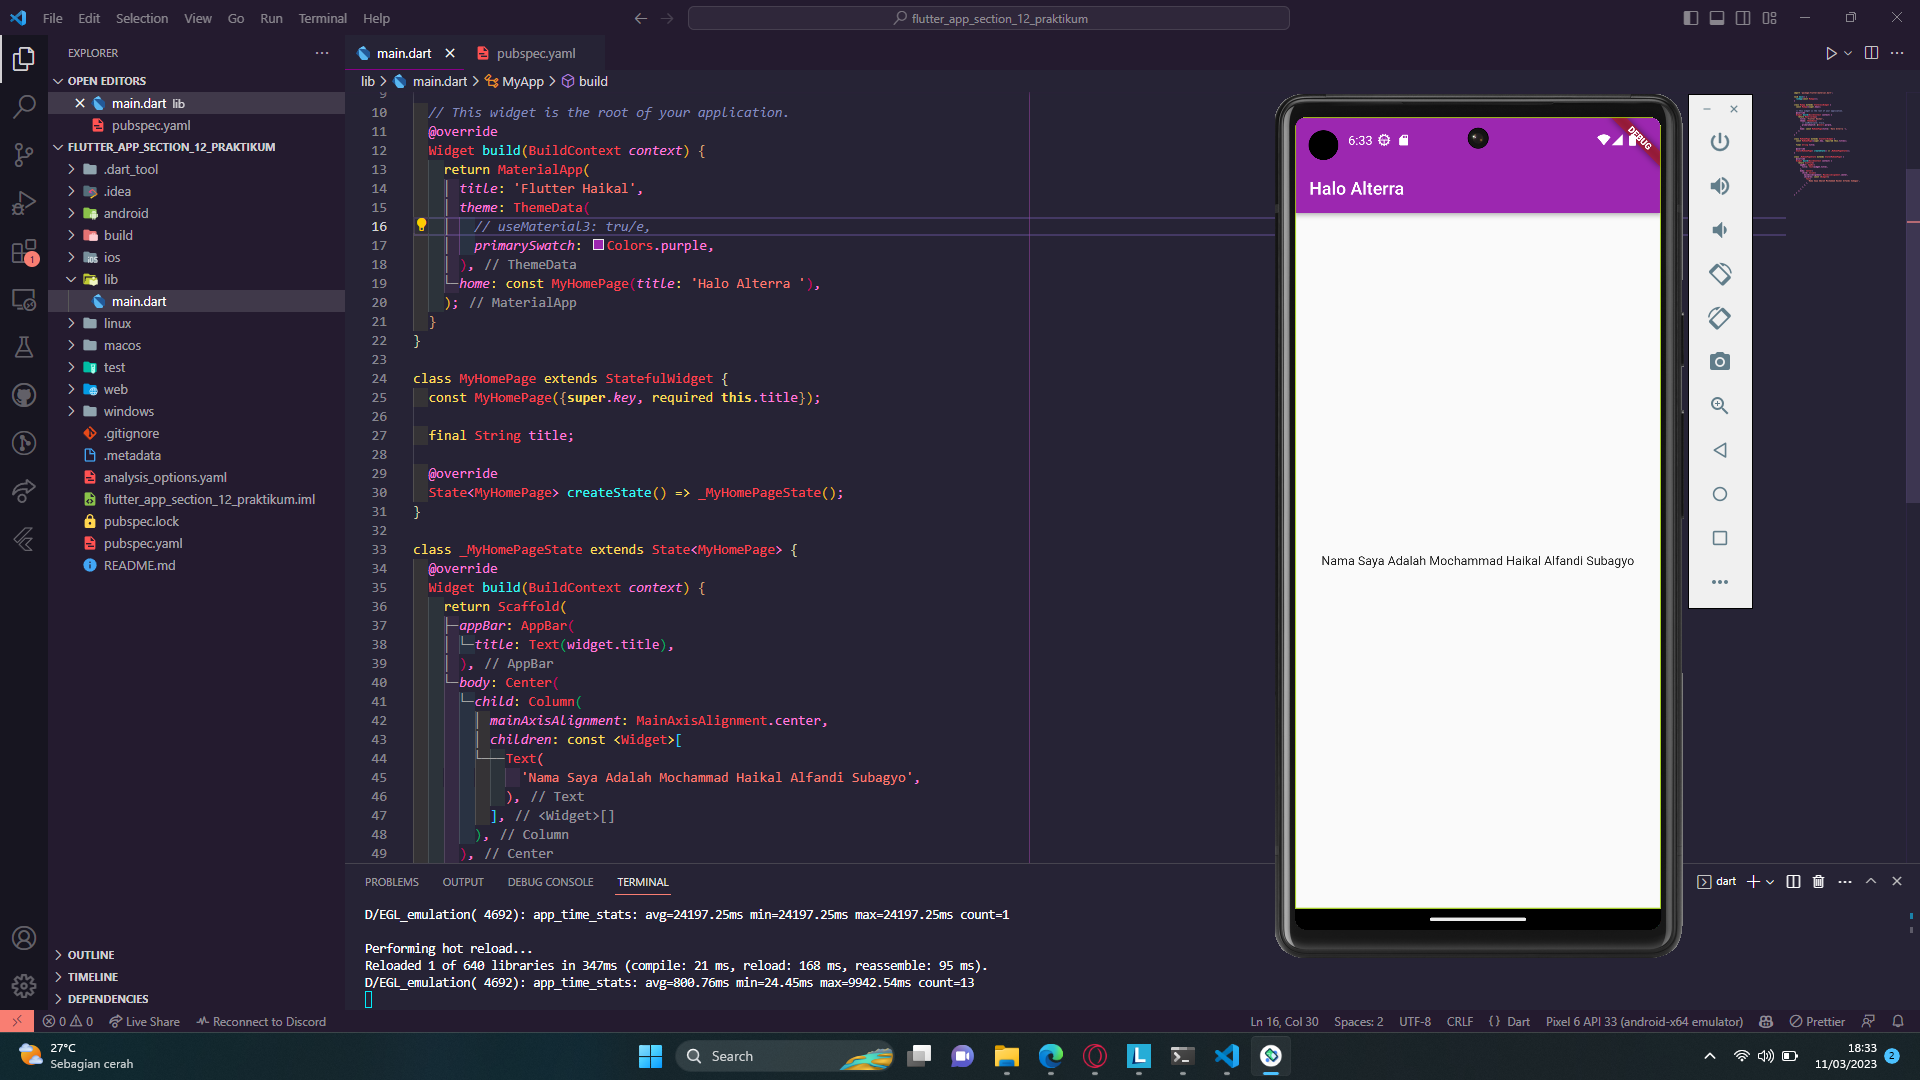 File Edit Selection View Go Run Terminal Help
flutter_app_section_12_praktikum
EXPLORER
OPEN EDITORS
main.dart lib
pubspec.yaml
FLUTTER_APP_SECTION_12_PRAKTIKUM
.dart_tool
.idea
android
build
ios
lib
main.dart
linux
macos
test
web
windows
.gitignore
.metadata
analysis_options.yaml
flutter_app_section_12_praktikum.iml
pubspec.lock
pubspec.yaml
README.md
OUTLINE
TIMELINE
DEPENDENCIES
1
main.dart
pubspec.yaml
lib > main.dart > MyApp > build
9
10 // This widget is the root of your application.
11 @override
12 Widget build(BuildContext context) {
13 return MaterialApp(
14 title: 'Flutter Haikal',
15 theme: ThemeData(
16 // useMaterial3: tru/e,
17 primarySwatch: Colors.purple,
18 ), // ThemeData
19 home: const MyHomePage(title: 'Halo Alterra '),
20 ); // MaterialApp
21 }
22 }
23
24 class MyHomePage extends StatefulWidget {
25 const MyHomePage({super.key, required this.title});
26
27 final String title;
28
29 @override
30 State<MyHomePage> createState() => _MyHomePageState();
31 }
32
33 class _MyHomePageState extends State<MyHomePage> {
34 @override
35 Widget build(BuildContext context) {
36 return Scaffold(
37 appBar: AppBar(
38 title: Text(widget.title),
39 ), // AppBar
40 body: Center(
41 child: Column(
42 mainAxisAlignment: MainAxisAlignment.center,
43 children: const <Widget>[
44 Text(
45 'Nama Saya Adalah Mochammad Haikal Alfandi Subagyo',
46 ), // Text
47 ], // <Widget>[]
48 ), // Column
49 ), // Center
6:33
DEBUG
Halo Alterra
Nama Saya Adalah Mochammad Haikal Alfandi Subagyo
PROBLEMS OUTPUT DEBUG CONSOLE TERMINAL
dart
D/EGL_emulation( 4692): app_time_stats: avg=24197.25ms min=24197.25ms max=24197.25ms count=1
Performing hot reload...
Reloaded 1 of 640 libraries in 347ms (compile: 21 ms, reload: 168 ms, reassemble: 95 ms).
D/EGL_emulation( 4692): app_time_stats: avg=800.76ms min=24.45ms max=9942.54ms count=13
0 0 Live Share Reconnect to Discord
Ln 16, Col 30 Spaces: 2 UTF-8 CRLF {} Dart Pixel 6 API 33 (android-x64 emulator) Prettier
27°C
Sebagian cerah
Search
L
18:33
11/03/2023
2